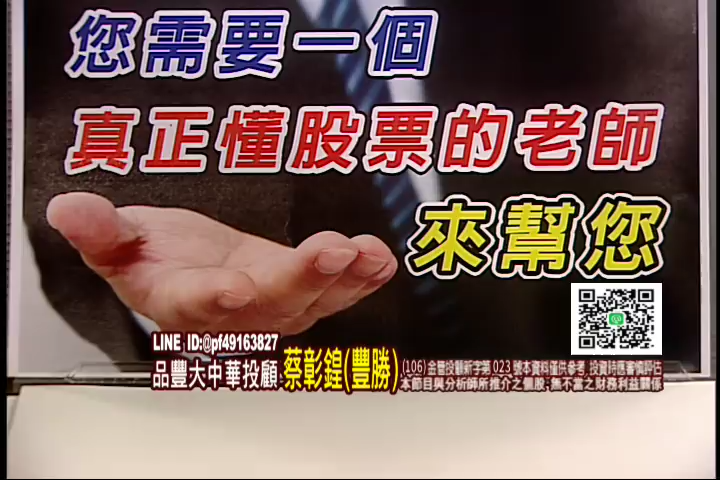 您需要一個
真正懂股票的老師
來幫您
LINE ID:@pf49163827
品豐大中華投顧 蔡彰鍠(豐勝)
(106)金管投顧新字第 023 號本資料僅供參考, 投資時應審慎評估
本節目與分析師所推介之個股, 無不當之財務利益關係